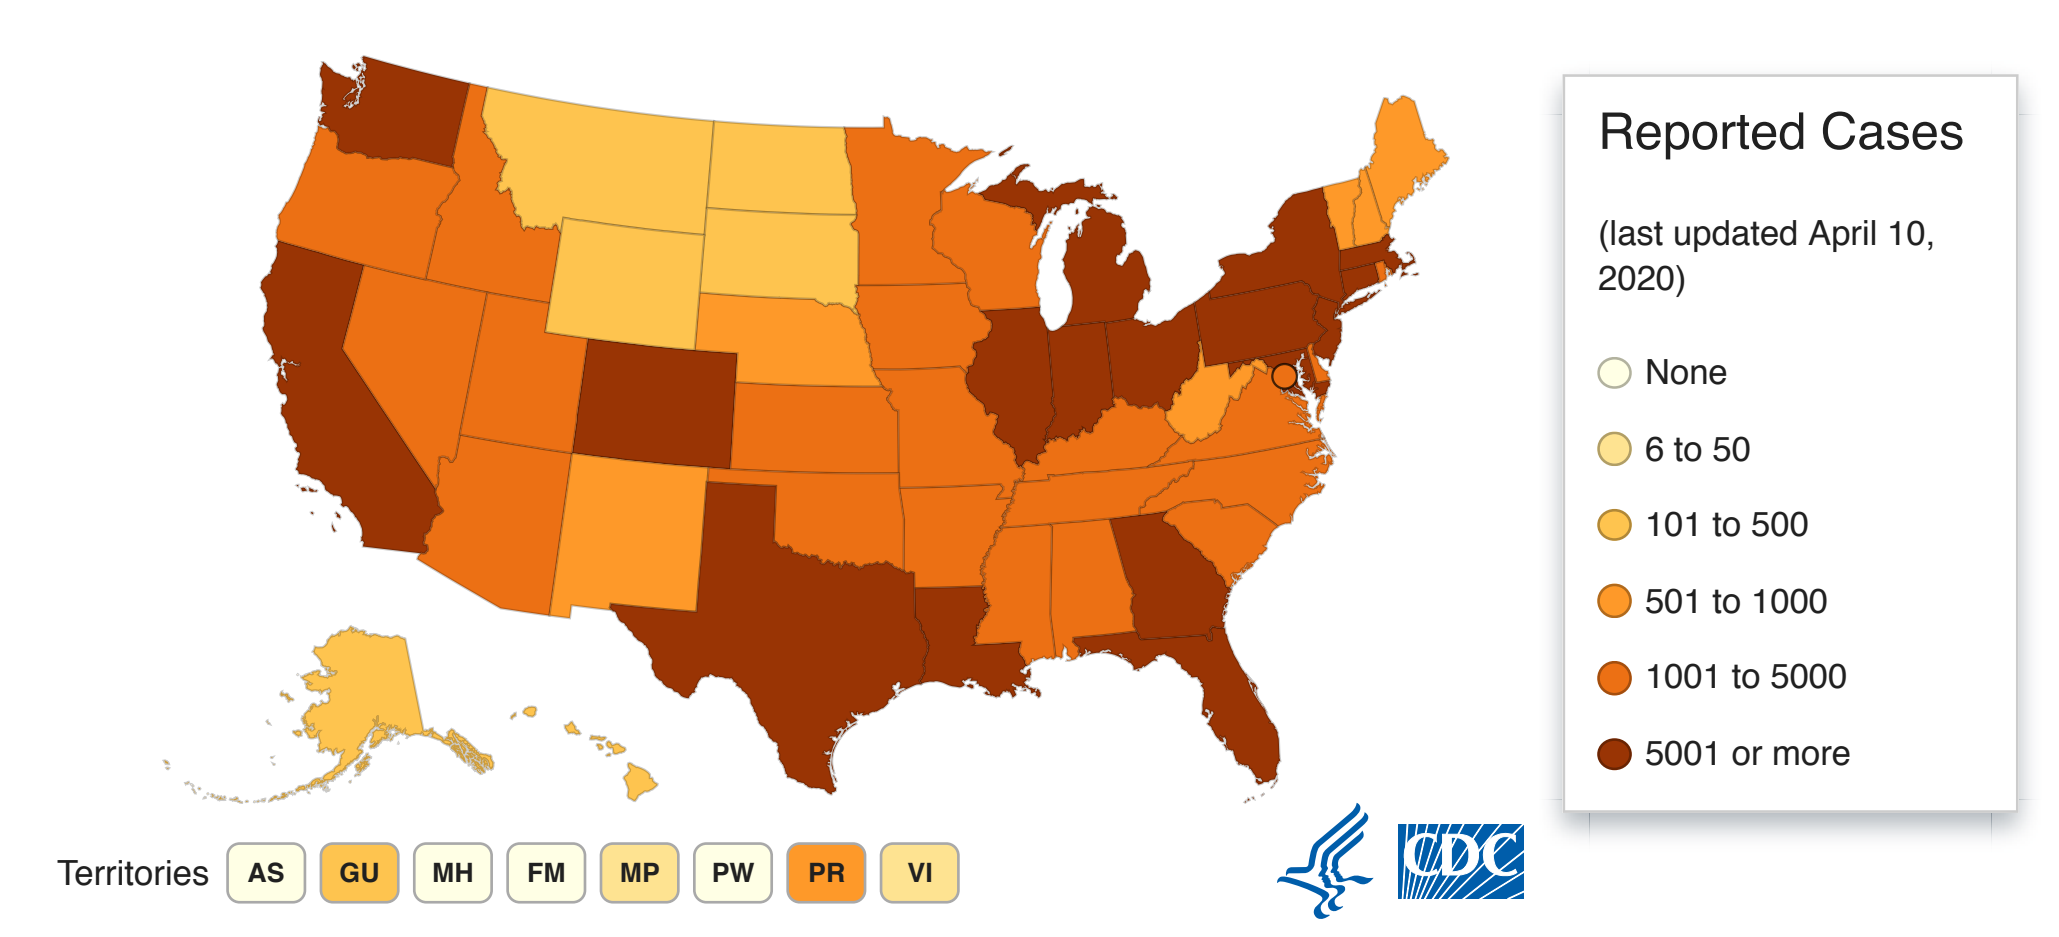 Reported Cases
(last updated April 10,
2020)
None
6 to 50
101 to 500
501 to 1000
1001 to 5000
5001 or more
Territories AS GU MH FM MP PW PR VI
CDC